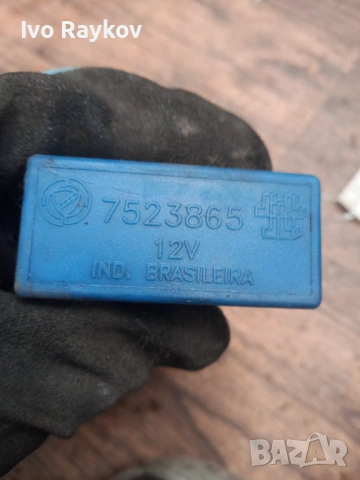 Ivo Raykov
7523865
12V
IND. BRASILEIRA
BAZAR
bg